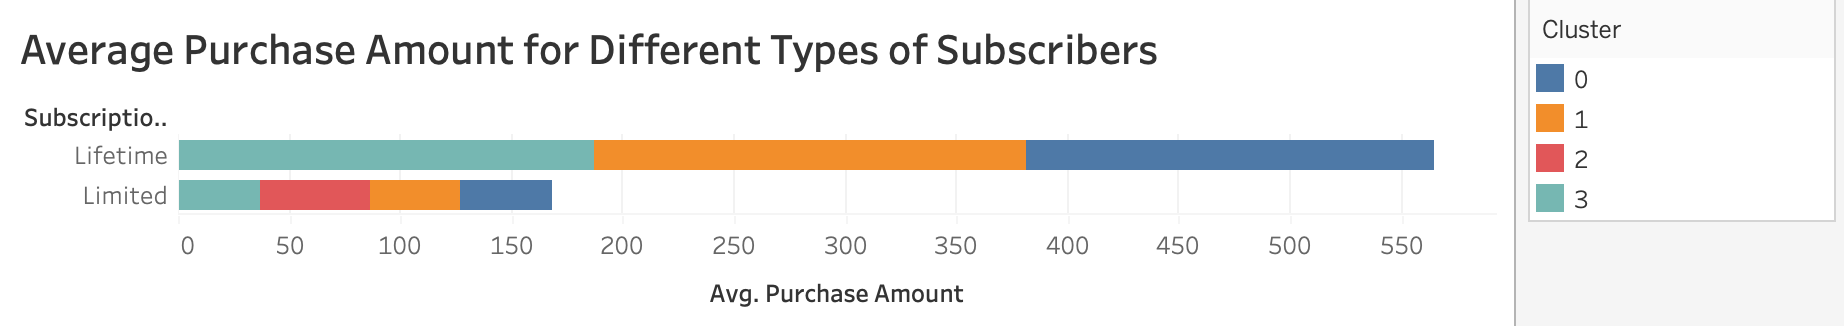 Average Purchase Amount for Different Types of Subscribers
Subscriptio..
Lifetime
Limited
0 50 100 150 200 250 300 350 400 450 500 550
Avg. Purchase Amount
Cluster
0
1
2
3